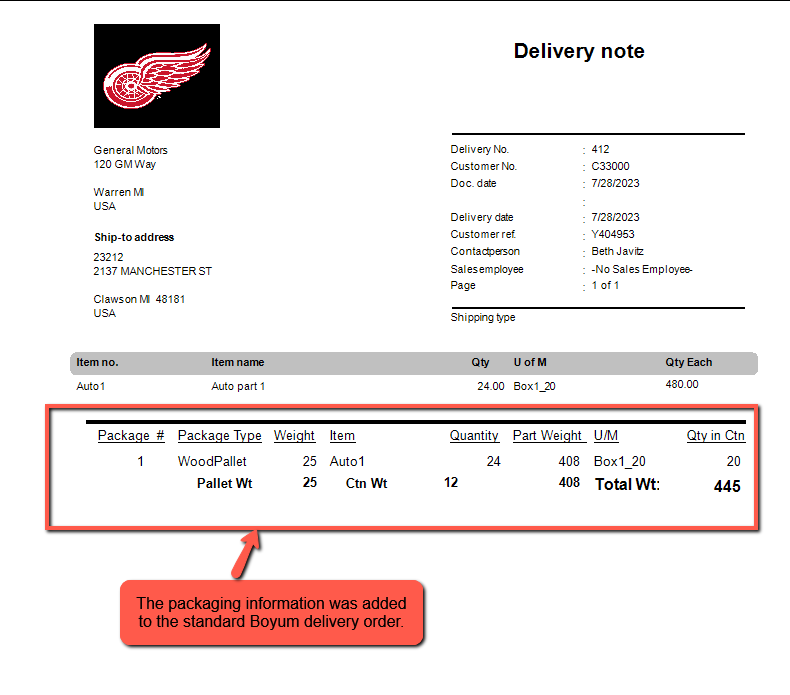 Delivery note
General Motors
120 GM Way
Warren MI
USA
Ship-to address
23212
2137 MANCHESTER ST
Clawson MI 48181
USA
Delivery No. : 412
Customer No. : C33000
Doc. date : 7/28/2023
:
Delivery date : 7/28/2023
Customer ref. : Y404953
Contactperson : Beth Javitz
Salesemployee : -No Sales Employee-
Page : 1 of 1
Shipping type
Item no. Item name Qty U of M Qty Each
Auto1 Auto part 1 24.00 Box1_20 480.00
Package # Package Type Weight Item Quantity Part Weight U/M Qty in Ctn
1 WoodPallet 25 Auto1 24 408 Box1_20 20
Pallet Wt 25 Ctn Wt 12 408 Total Wt: 445
The packaging information was added
to the standard Boyum delivery order.